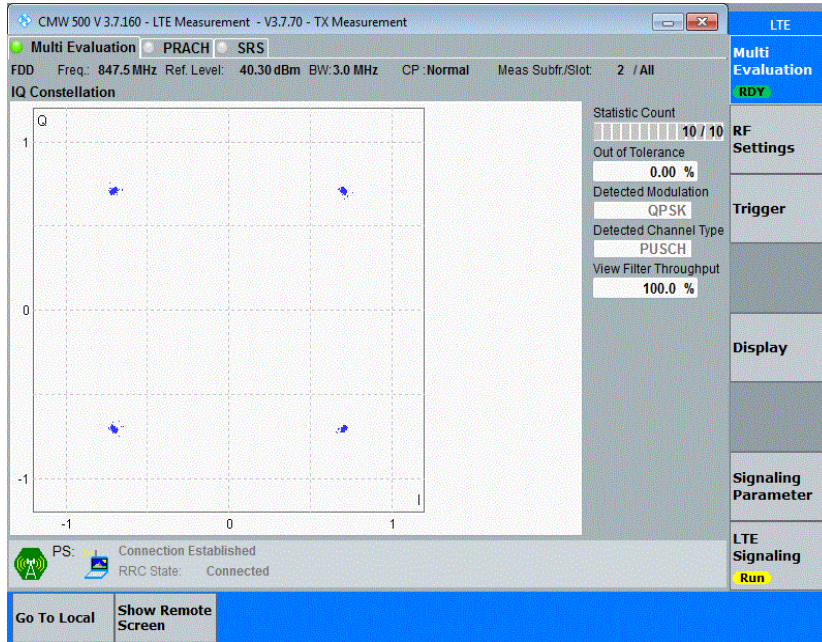 CMW 500 V 3.7.160 - LTE Measurement - V3.7.70 - TX Measurement
LTE
Multi Evaluation PRACH SRS
Multi
Evaluation
RDY
FDD Freq.: 847.5 MHz Ref. Level: 40.30 dBm BW: 3.0 MHz CP : Normal Meas Subfr./Slot: 2 / All
IQ Constellation
Q
1
0
-1
-1 0 1
I
Statistic Count
10 / 10
Out of Tolerance
0.00 %
Detected Modulation
QPSK
Detected Channel Type
PUSCH
View Filter Throughput
100.0 %
RF
Settings
Trigger
Display
Signaling
Parameter
LTE
Signaling
Run
PS: Connection Established
RRC State: Connected
Go To Local
Show Remote
Screen